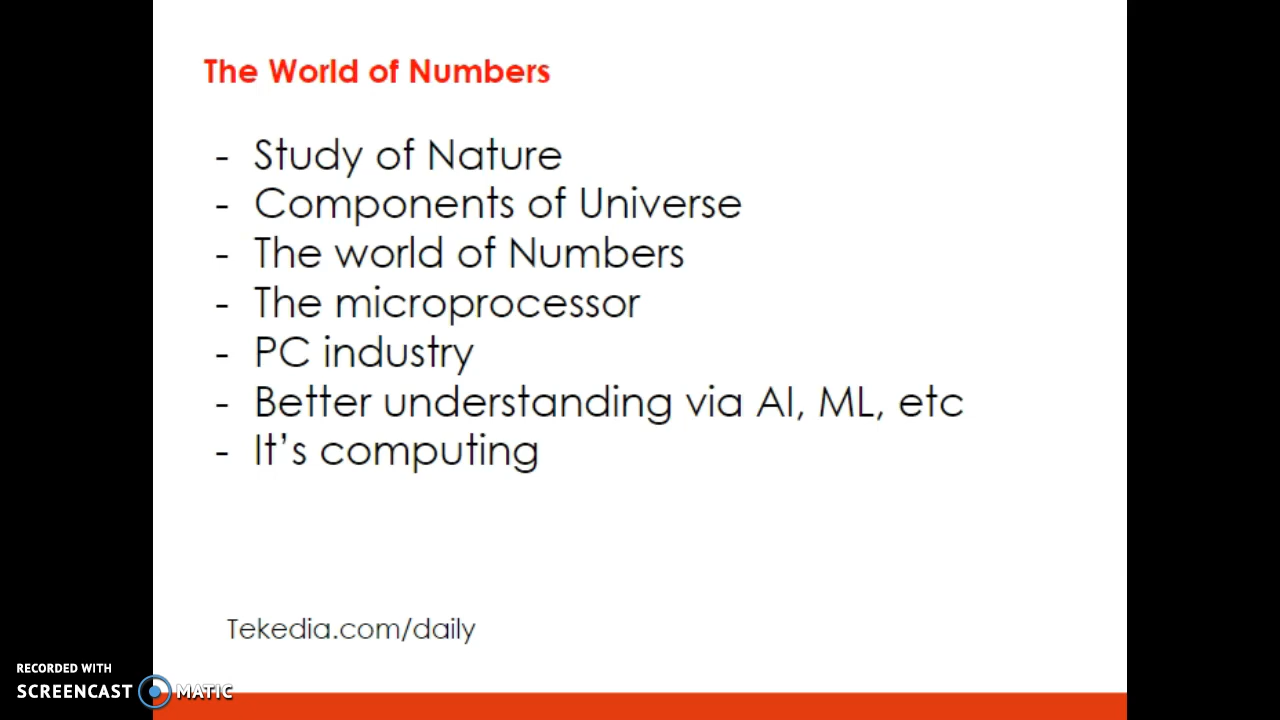 The World of Numbers
- Study of Nature
- Components of Universe
- The world of Numbers
- The microprocessor
- PC industry
- Better understanding via AI, ML, etc
- It's computing
Tekedia.com/daily
RECORDED WITH
SCREENCAST MATIC